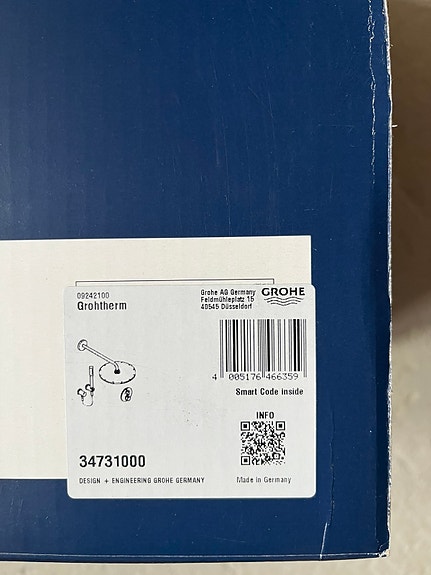 09242100
Grohtherm
Grohe AG Germany
Feldmühleplatz 15
40545 Düsseldorf
GROHE
4 005176 466359
Smart Code inside
INFO
34731000
DESIGN + ENGINEERING GROHE GERMANY
Made in Germany